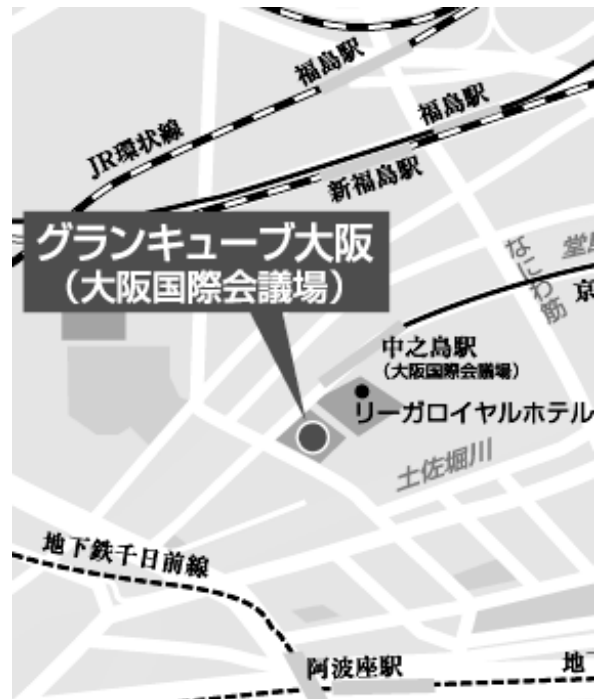 福島駅
福島駅
JR環状線
新福島駅
グランキューブ大阪
（大阪国際会議場）
なにわ筋
堂
京
中之島駅
（大阪国際会議場）
リーガロイヤルホテル
土佐堀川
地下鉄千日前線
阿波座駅
地下